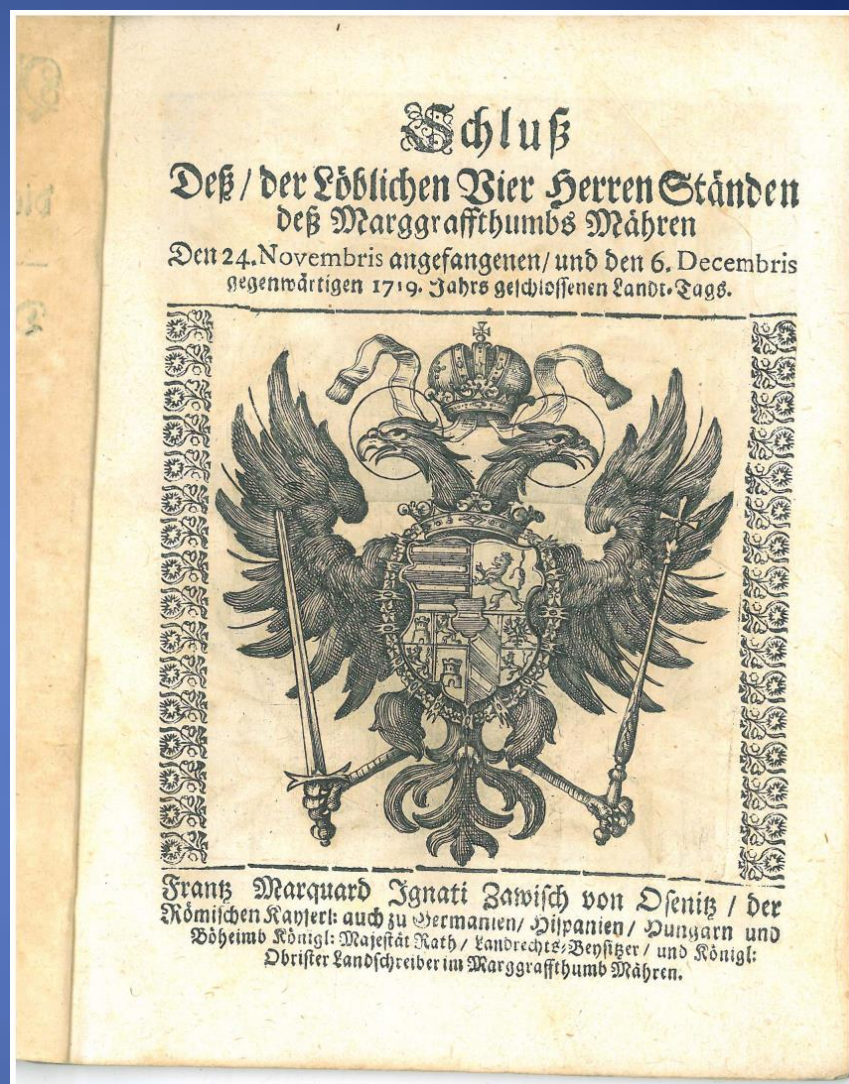 Schluß
Deß / der Löblichen Vier Herren Ständen
deß Marggraffthumbs Mähren
Den 24. Novembris angefangenen / und den 6. Decembris
gegenwärtigen 1719. Jahrs geschlossenen Landt-Tags.
Frantz Marquard Ignati Zawisch von Osenitz / der
Römischen Kayserl: auch zu Germanien / Hispanien / Hungarn und
Böheimb Königl: Majestät Rath / Landrechts-Beysitzer / und Königl:
Obrister Landschreiber im Marggraffthumb Mähren.